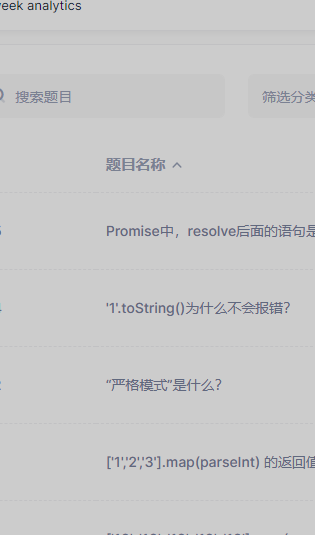 eek analytics
搜索题目
筛选分类
题目名称
Promise中，resolve后面的语句是
'1'.toString()为什么不会报错？
“严格模式”是什么？
['1','2','3'].map(parseInt) 的返回值